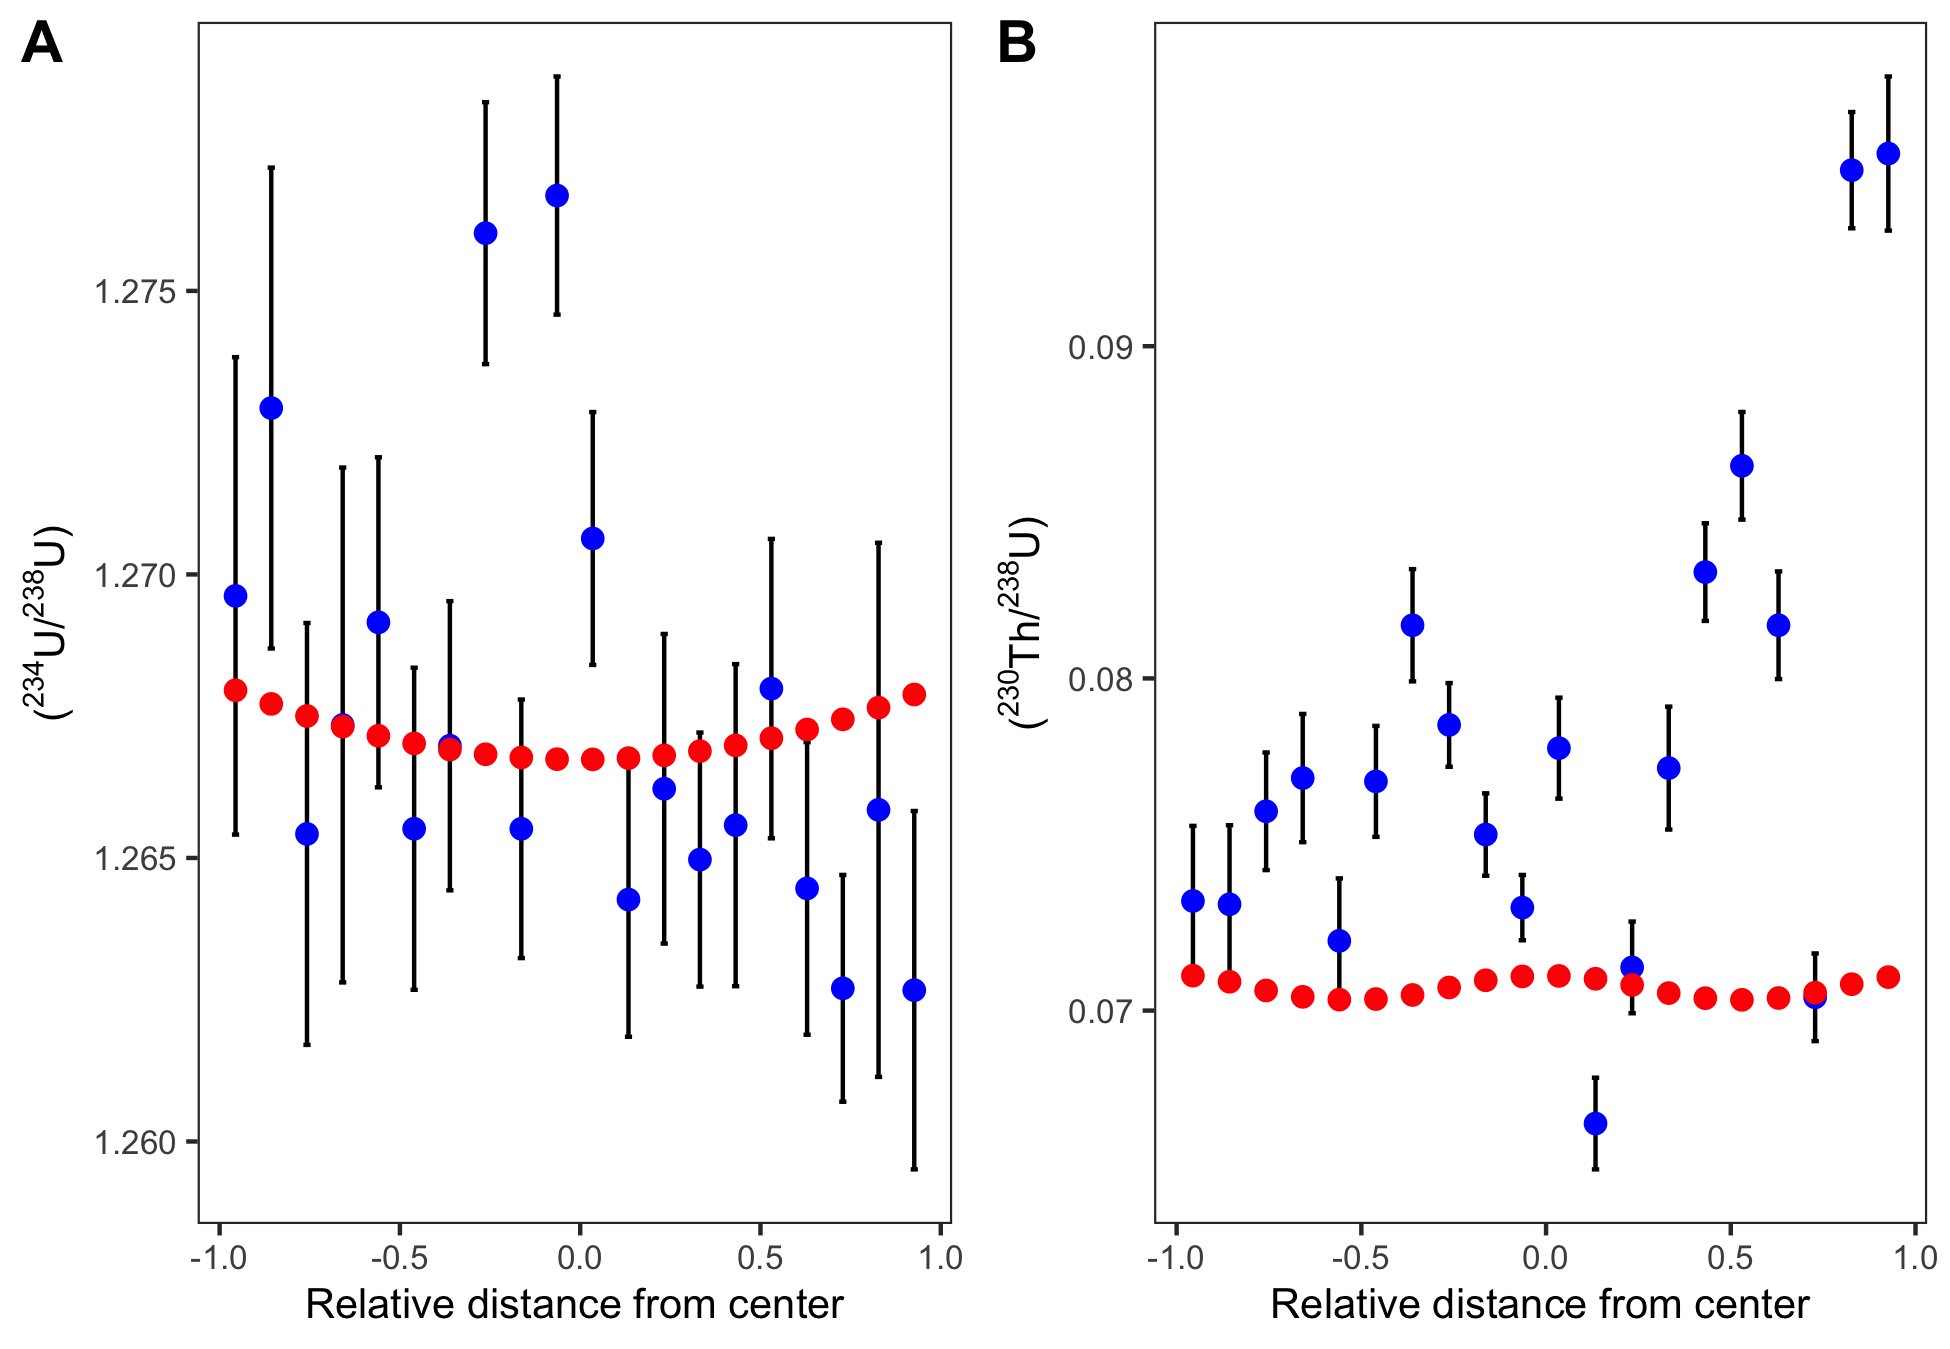 A
(²³⁴U/²³⁸U)
1.275
1.270
1.265
1.260
-1.0 -0.5 0.0 0.5 1.0
Relative distance from center
B
(²³⁰Th/²³⁸U)
0.09
0.08
0.07
-1.0 -0.5 0.0 0.5 1.0
Relative distance from center